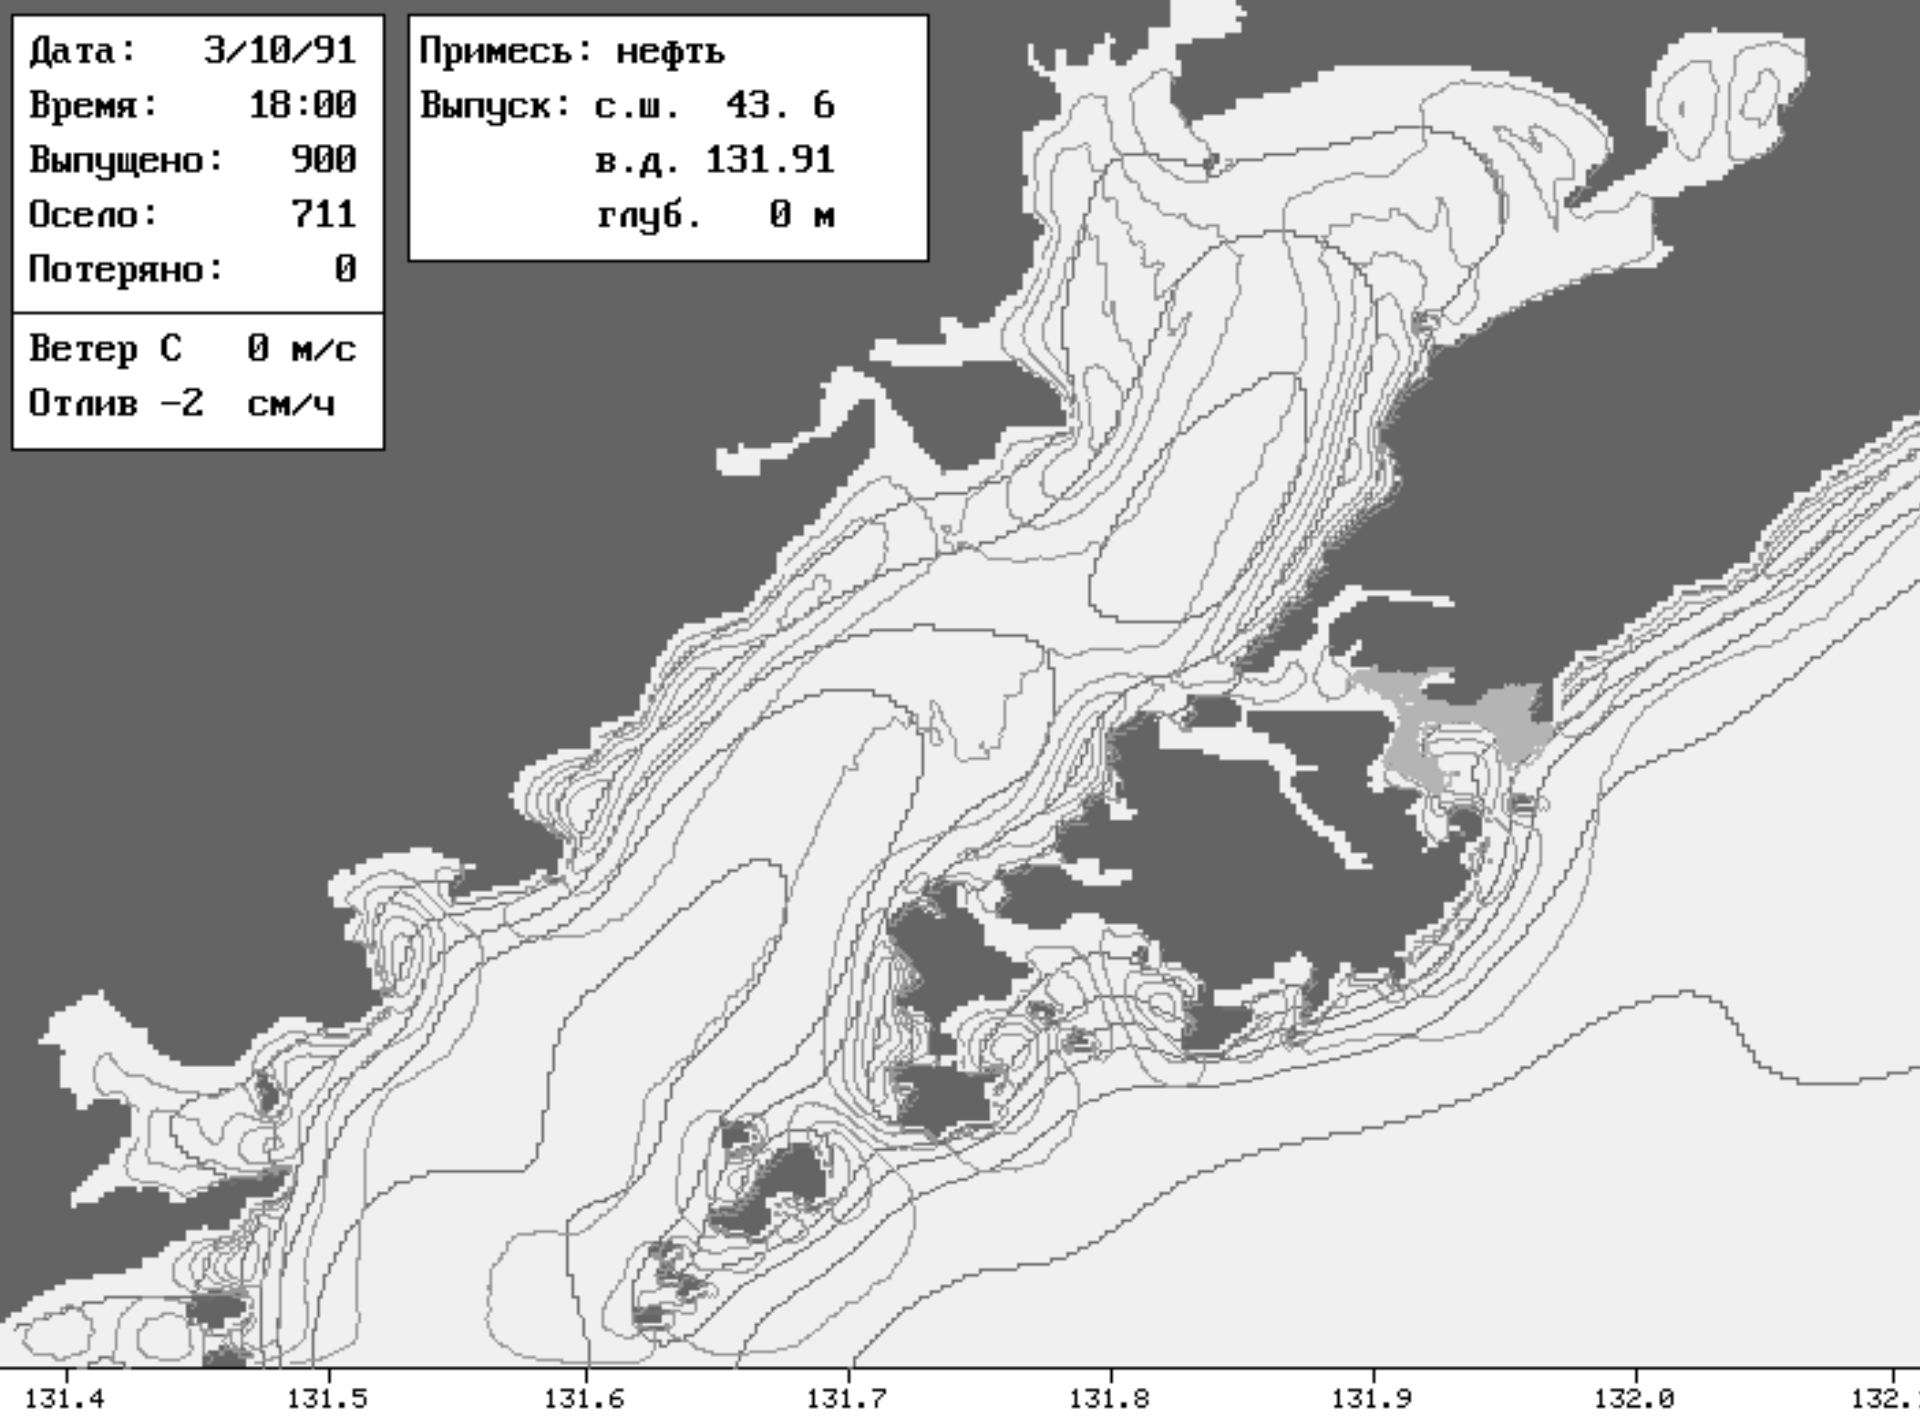 Дата: 3/10/91
Время: 18:00
Выпущено: 900
Осело: 711
Потеряно: 0
Ветер С 0 м/с
Отлив -2 см/ч
Примесь: нефть
Выпуск: с.ш. 43. 6
в.д. 131.91
глуб. 0 м
131.4 131.5 131.6 131.7 131.8 131.9 132.0 132.